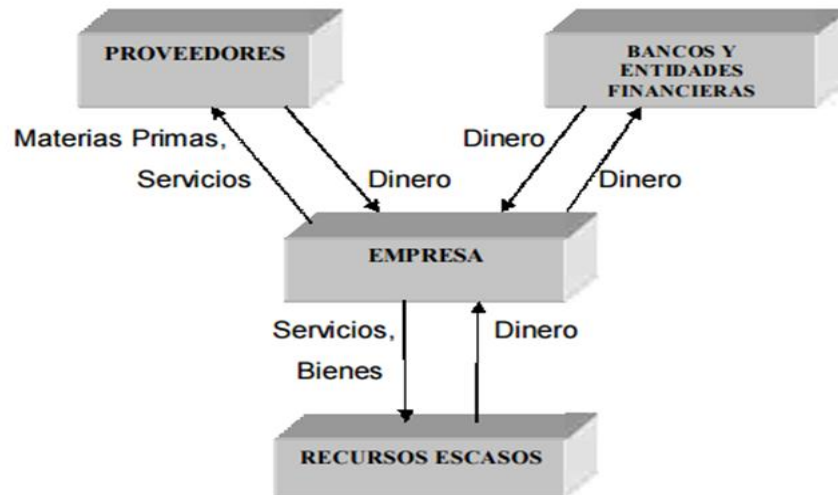 PROVEEDORES
BANCOS Y
ENTIDADES
FINANCIERAS
Materias Primas,
Servicios
Dinero
Dinero
Dinero
EMPRESA
Servicios,
Bienes
Dinero
RECURSOS ESCASOS